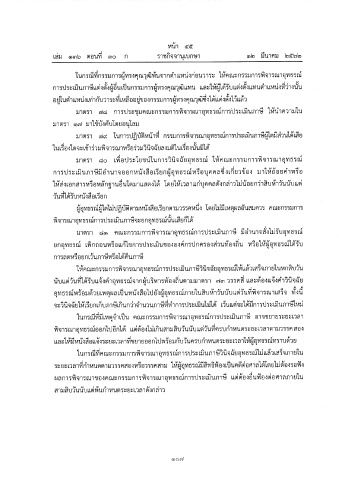 หน้า ๔๕
เล่ม ๑๓๖ ตอนที่ ๓๐ ก ราชกิจจานุเบกษา ๑๒ มีนาคม ๒๕๖๒
ในกรณีที่กรรมการผู้ทรงคุณวุฒิพ้นจากตำแหน่งก่อนวาระ ให้คณะกรรมการพิจารณาอุทธรณ์
การประเมินภาษีแต่งตั้งผู้อื่นเป็นกรรมการผู้ทรงคุณวุฒิแทน และให้ผู้ได้รับแต่งตั้งแทนตำแหน่งที่ว่างนั้น
อยู่ในตำแหน่งเท่ากับวาระที่เหลืออยู่ของกรรมการผู้ทรงคุณวุฒิซึ่งได้แต่งตั้งไว้แล้ว
มาตรา ๗๘ การประชุมคณะกรรมการพิจารณาอุทธรณ์การประเมินภาษี ให้นำความใน
มาตรา ๑๗ มาใช้บังคับโดยอนุโลม
มาตรา ๗๙ ในการปฏิบัติหน้าที่ กรรมการพิจารณาอุทธรณ์การประเมินภาษีผู้ใดมีส่วนได้เสีย
ในเรื่องใดจะเข้าร่วมพิจารณาหรือร่วมวินิจฉัยลงมติในเรื่องนั้นมิได้
มาตรา ๘๐ เพื่อประโยชน์ในการวินิจฉัยอุทธรณ์ ให้คณะกรรมการพิจารณาอุทธรณ์
การประเมินภาษีมีอำนาจออกหนังสือเรียกผู้อุทธรณ์หรือบุคคลซึ่งเกี่ยวข้อง มาให้ถ้อยคำหรือ
ให้ส่งเอกสารหรือหลักฐานอื่นใดมาแสดงได้ โดยให้เวลาแก่บุคคลดังกล่าวไม่น้อยกว่าสิบห้าวันนับแต่
วันที่ได้รับหนังสือเรียก
ผู้อุทธรณ์ผู้ใดไม่ปฏิบัติตามหนังสือเรียกตามวรรคหนึ่ง โดยไม่มีเหตุผลอันสมควร คณะกรรมการ
พิจารณาอุทธรณ์การประเมินภาษีจะยกอุทธรณ์นั้นเสียก็ได้
มาตรา ๘๑ คณะกรรมการพิจารณาอุทธรณ์การประเมินภาษี มีอำนาจสั่งไม่รับอุทธรณ์
ยกอุทธรณ์ เพิกถอนหรือแก้ไขการประเมินขององค์กรปกครองส่วนท้องถิ่น หรือให้ผู้อุทธรณ์ได้รับ
การลดหรือยกเว้นภาษีหรือได้คืนภาษี
ให้คณะกรรมการพิจารณาอุทธรณ์การประเมินภาษีวินิจฉัยอุทธรณ์ให้แล้วเสร็จภายในหกสิบวัน
นับแต่วันที่ได้รับแจ้งคำอุทธรณ์จากผู้บริหารท้องถิ่นตามมาตรา ๗๓ วรรคสี่ และต้องแจ้งคำวินิจฉัย
อุทธรณ์พร้อมด้วยเหตุผลเป็นหนังสือไปยังผู้อุทธรณ์ภายในสิบห้าวันนับแต่วันที่พิจารณาเสร็จ ทั้งนี้
จะวินิจฉัยให้เรียกเก็บภาษีเกินกว่าจำนวนภาษีที่ทำการประเมินไม่ได้ เว้นแต่จะได้มีการประเมินภาษีใหม่
ในกรณีที่มีเหตุจำเป็น คณะกรรมการพิจารณาอุทธรณ์การประเมินภาษี อาจขยายระยะเวลา
พิจารณาอุทธรณ์ออกไปอีกได้ แต่ต้องไม่เกินสามสิบวันนับแต่วันที่ครบกำหนดระยะเวลาตามวรรคสอง
และให้มีหนังสือแจ้งระยะเวลาที่ขยายออกไปพร้อมกับวันครบกำหนดระยะเวลาให้ผู้อุทธรณ์ทราบด้วย
ในกรณีที่คณะกรรมการพิจารณาอุทธรณ์การประเมินภาษีวินิจฉัยอุทธรณ์ไม่แล้วเสร็จภายใน
ระยะเวลาที่กำหนดตามวรรคสองหรือวรรคสาม ให้ผู้อุทธรณ์มีสิทธิฟ้องเป็นคดีต่อศาลได้โดยไม่ต้องรอฟัง
ผลการพิจารณาของคณะกรรมการพิจารณาอุทธรณ์การประเมินภาษี แต่ต้องยื่นฟ้องต่อศาลภายใน
สามสิบวันนับแต่วันที่พ้นกำหนดระยะเวลาดังกล่าว
๑๐๗